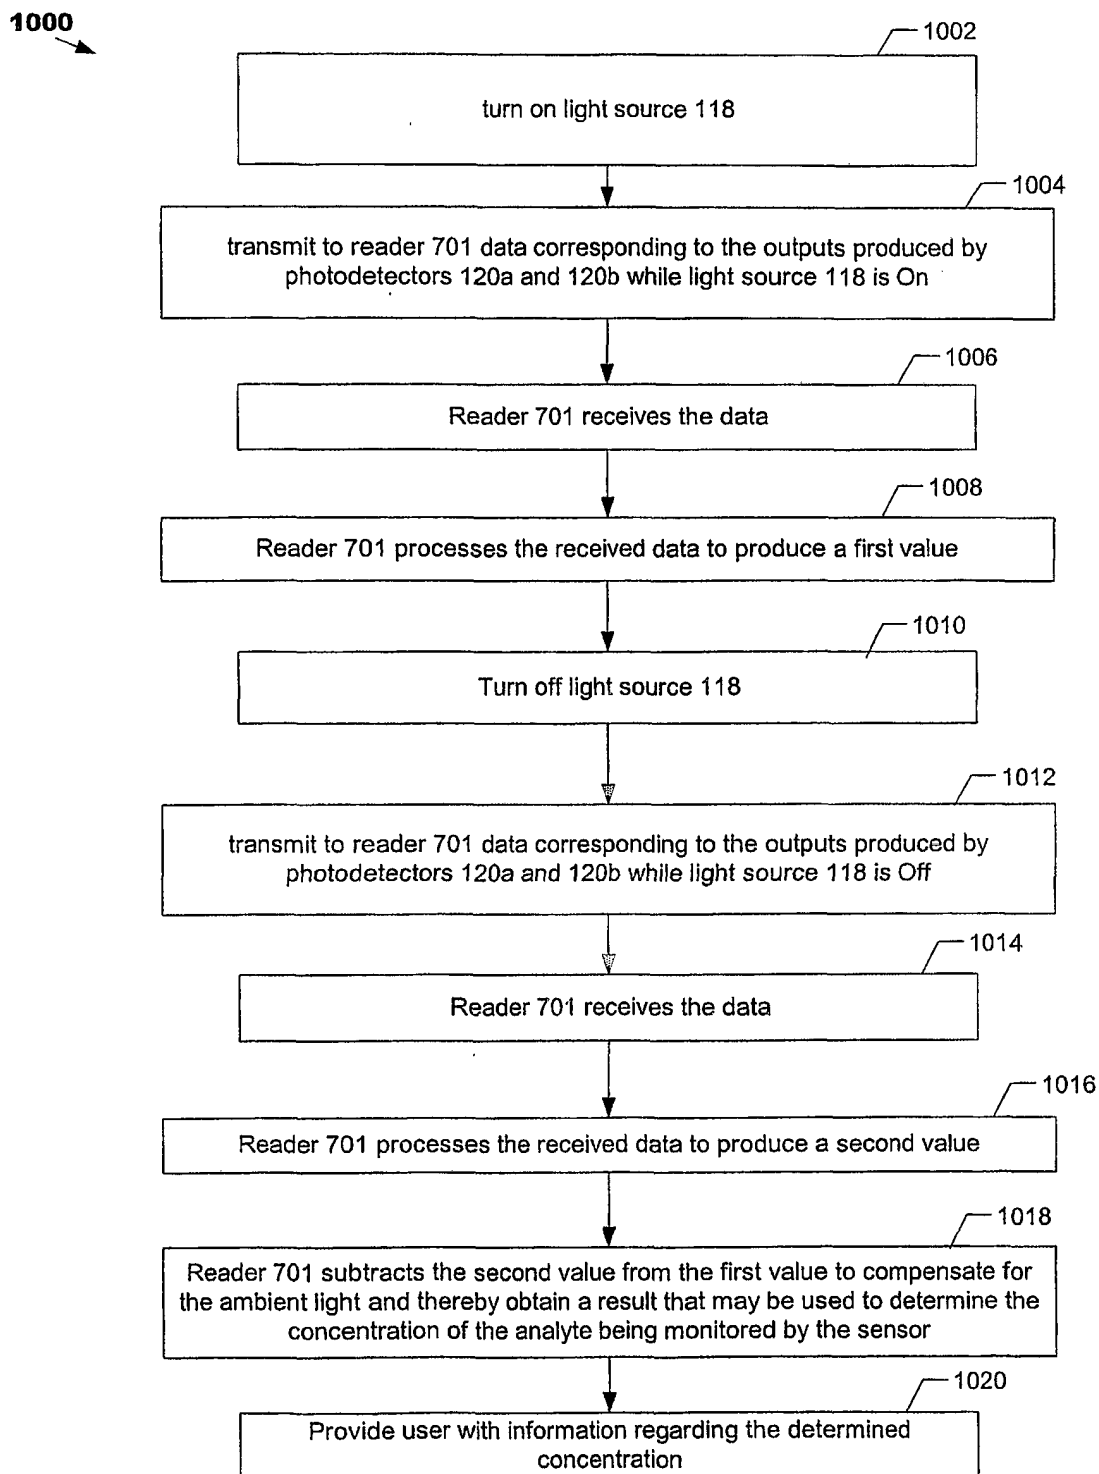 1000
1002
turn on light source 118
1004
transmit to reader 701 data corresponding to the outputs produced by
photodetectors 120a and 120b while light source 118 is On
1006
Reader 701 receives the data
1008
Reader 701 processes the received data to produce a first value
1010
Turn off light source 118
1012
transmit to reader 701 data corresponding to the outputs produced by
photodetectors 120a and 120b while light source 118 is Off
1014
Reader 701 receives the data
1016
Reader 701 processes the received data to produce a second value
1018
Reader 701 subtracts the second value from the first value to compensate for
the ambient light and thereby obtain a result that may be used to determine the
concentration of the analyte being monitored by the sensor
1020
Provide user with information regarding the determined
concentration